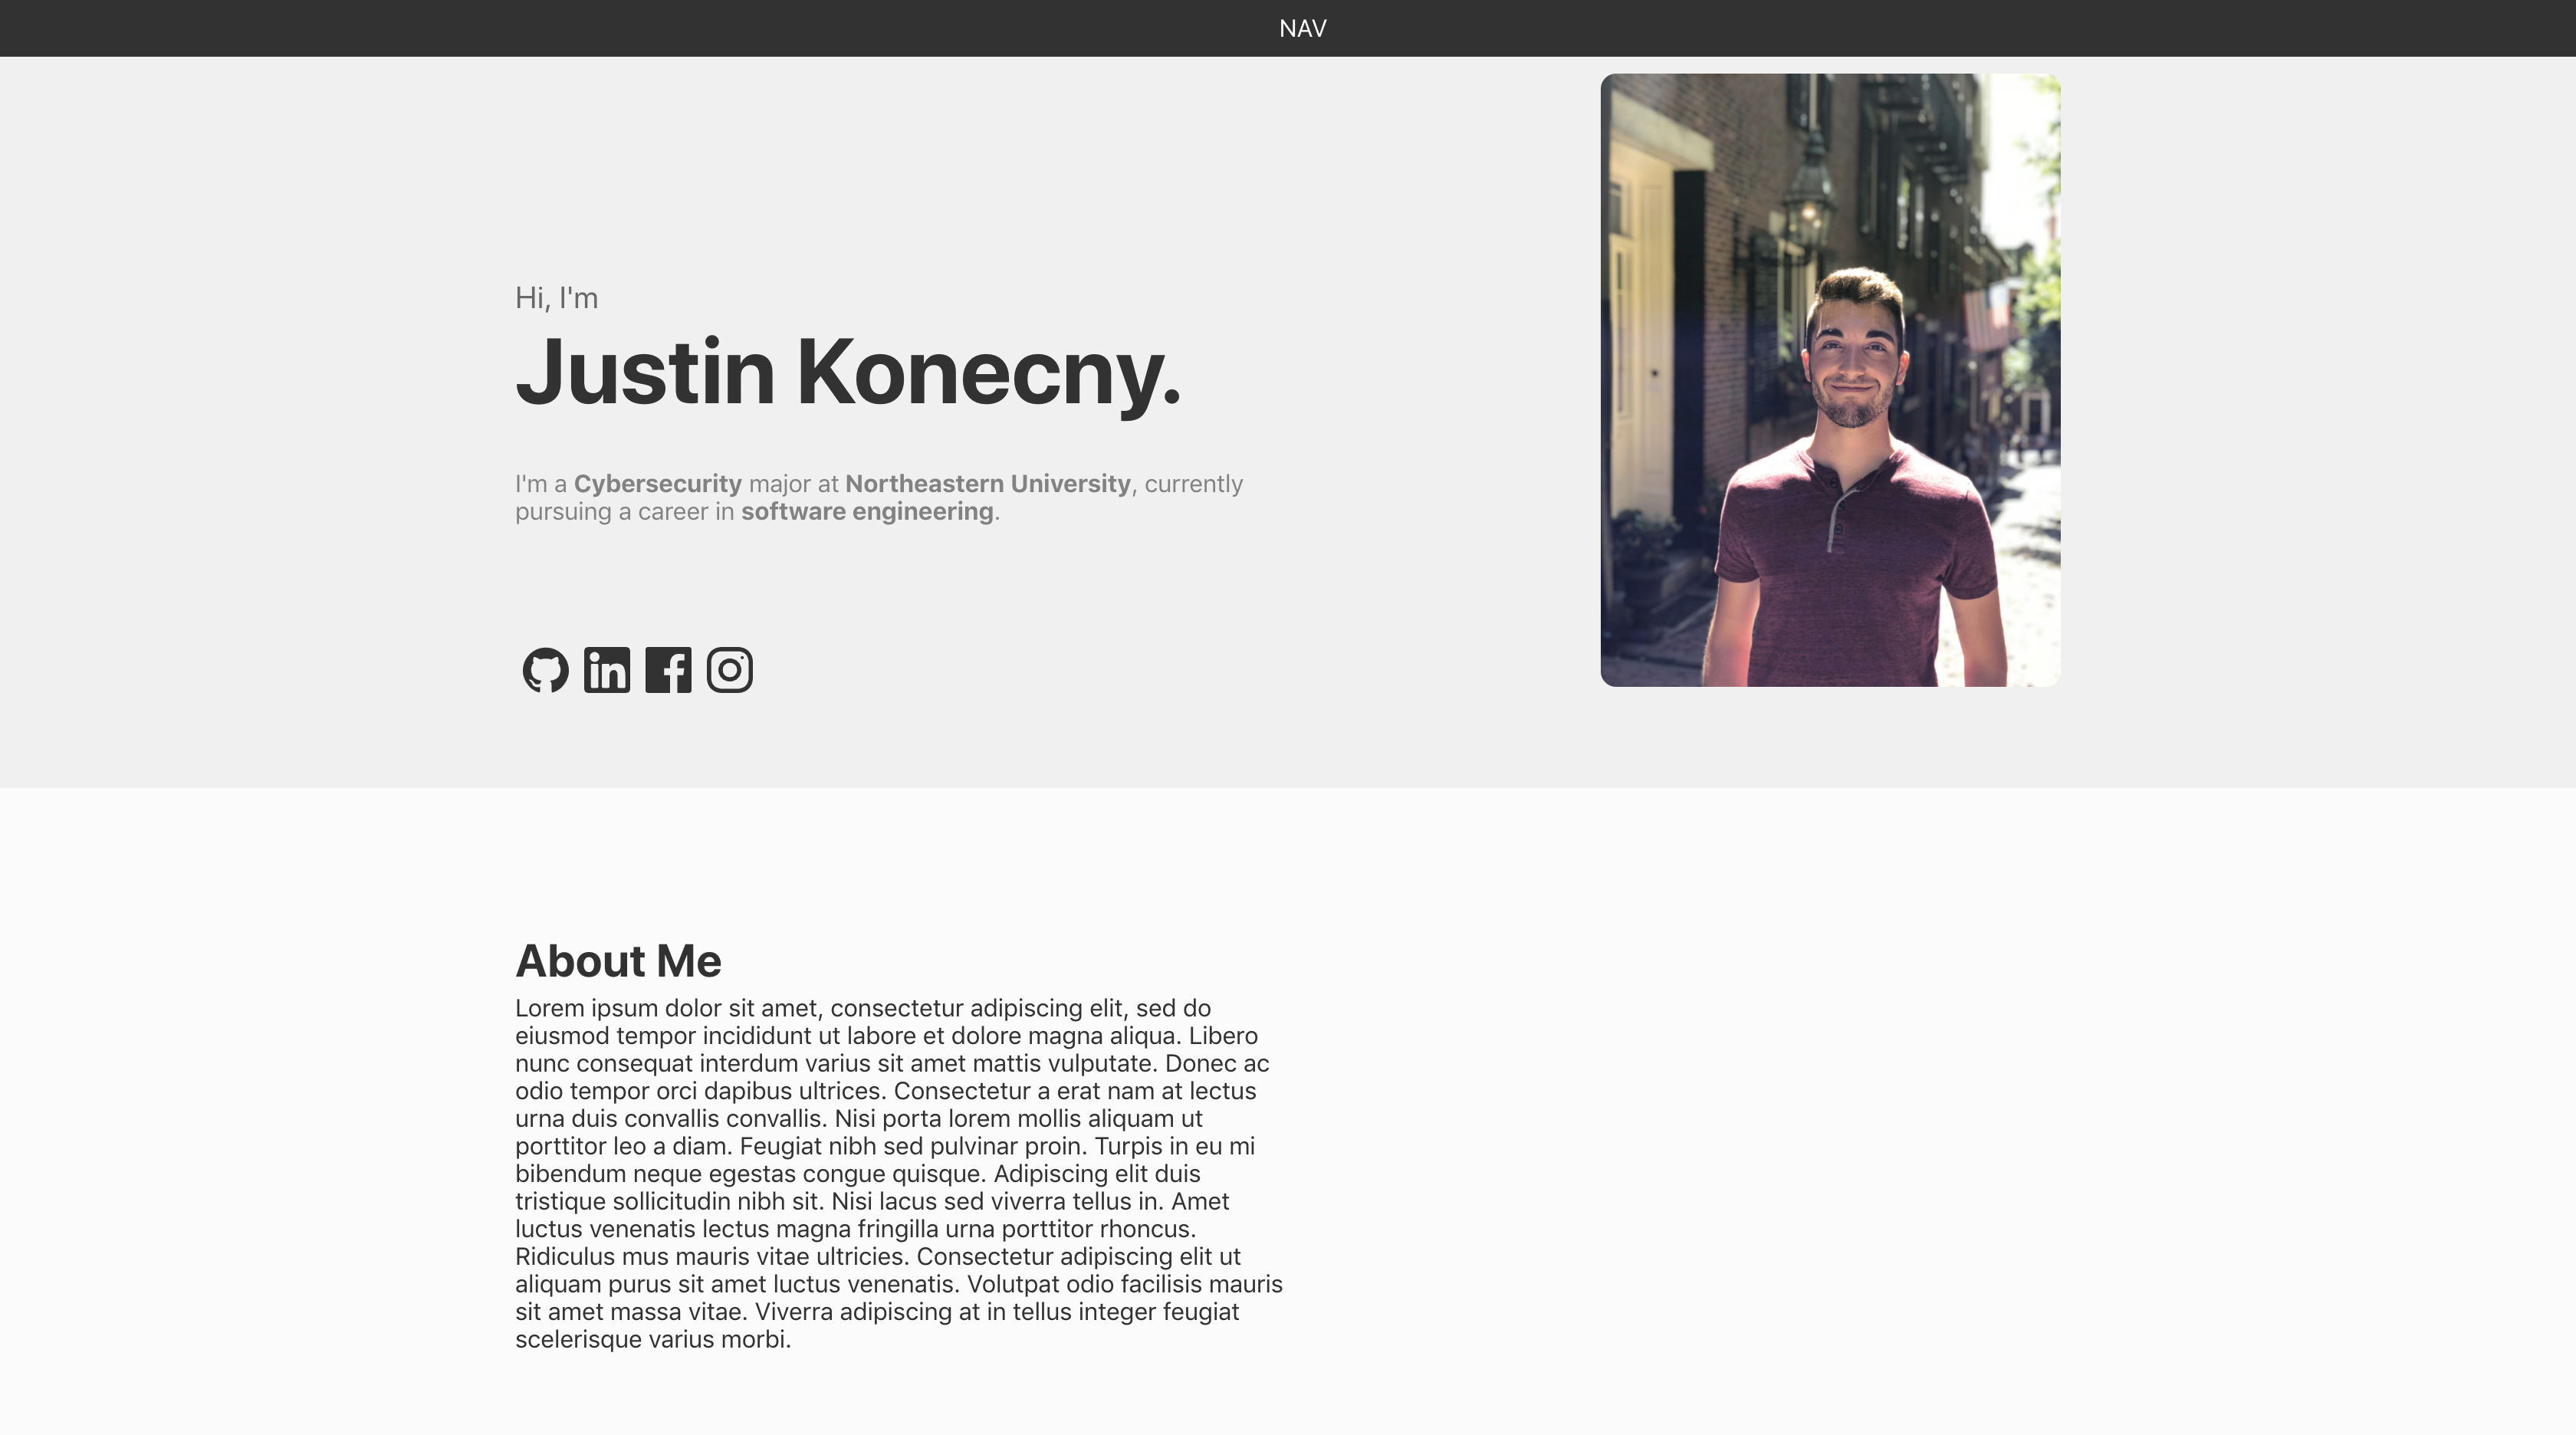 NAV
Hi, I'm
Justin Konecny.
I'm a Cybersecurity major at Northeastern University, currently
pursuing a career in software engineering.
in
f
About Me
Lorem ipsum dolor sit amet, consectetur adipiscing elit, sed do
eiusmod tempor incididunt ut labore et dolore magna aliqua. Libero
nunc consequat interdum varius sit amet mattis vulputate. Donec ac
odio tempor orci dapibus ultrices. Consectetur a erat nam at lectus
urna duis convallis convallis. Nisi porta lorem mollis aliquam ut
porttitor leo a diam. Feugiat nibh sed pulvinar proin. Turpis in eu mi
bibendum neque egestas congue quisque. Adipiscing elit duis
tristique sollicitudin nibh sit. Nisi lacus sed viverra tellus in. Amet
luctus venenatis lectus magna fringilla urna porttitor rhoncus.
Ridiculus mus mauris vitae ultricies. Consectetur adipiscing elit ut
aliquam purus sit amet luctus venenatis. Volutpat odio facilisis mauris
sit amet massa vitae. Viverra adipiscing at in tellus integer feugiat
scelerisque varius morbi.